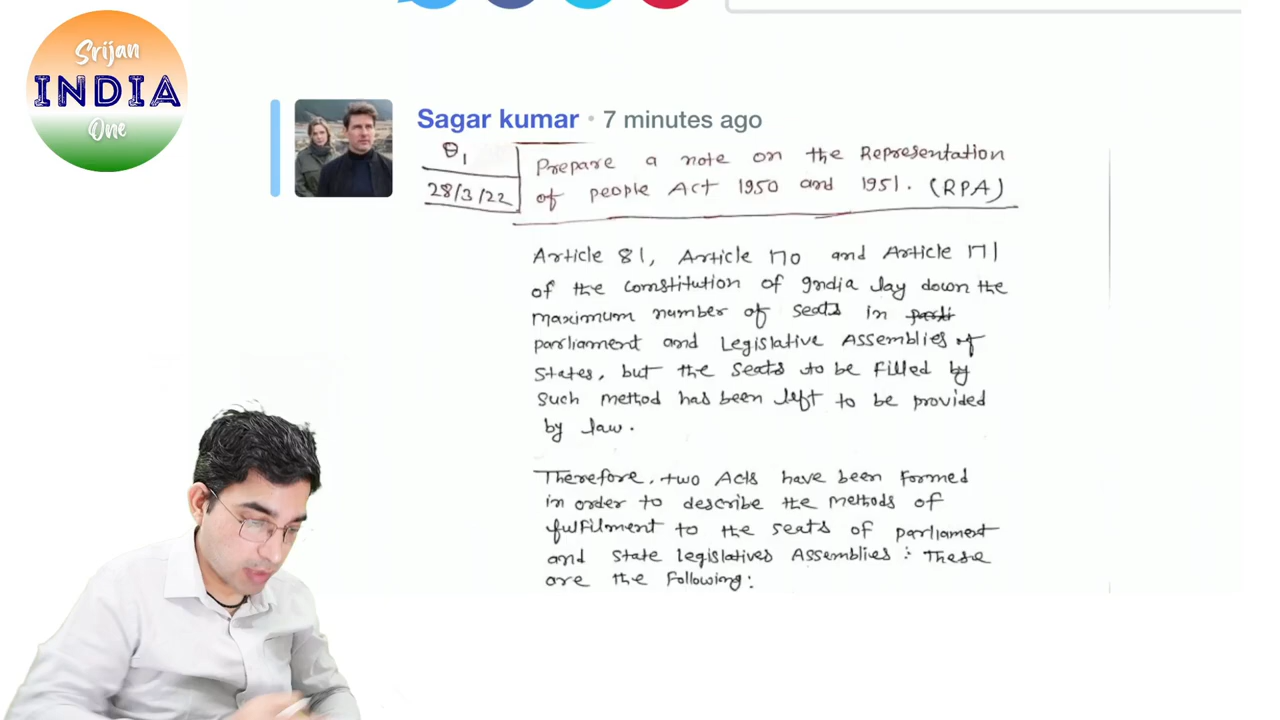 Srijan
INDIA
One
Sagar kumar • 7 minutes ago
Q1
28/3/22
Prepare a note on the Representation
of people Act 1950 and 1951. (RPA)
Article 81, Article 170 and Article 171
of the constitution of India lay down the
maximum number of seats in
parliament and Legislative Assemblies of
States, but the seats to be filled by
such method has been left to be provided
by law.
Therefore, two Acts have been formed
in order to describe the methods of
fulfilment to the seats of parliament
and State legislatives Assemblies : These
are the following: